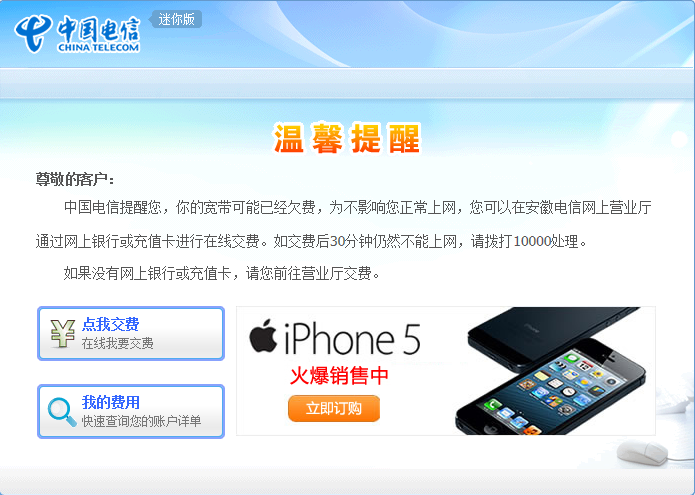 中国电信
CHINA TELECOM
迷你版
温馨提醒
尊敬的客户：
中国电信提醒您，你的宽带可能已经欠费，为不影响您正常上网，您可以在安徽电信网上营业厅
通过网上银行或充值卡进行在线交费。如交费后30分钟仍然不能上网，请拨打10000处理。
如果没有网上银行或充值卡，请您前往营业厅交费。
点我交费
在线我要交费
我的费用
快速查询您的账户详单
iPhone 5
火爆销售中
立即订购